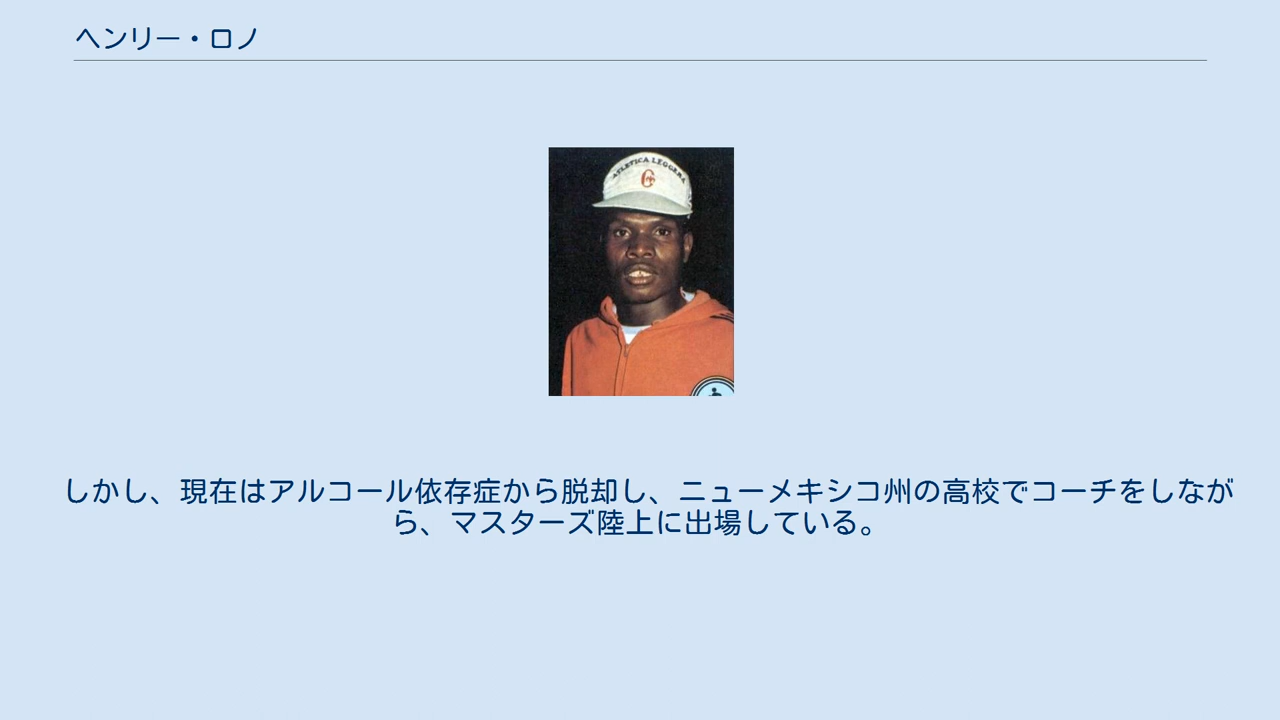 ヘンリー・ロノ
ATLETICA LEGGERA
G
しかし、現在はアルコール依存症から脱却し、ニューメキシコ州の高校でコーチをしなが
ら、マスターズ陸上に出場している。